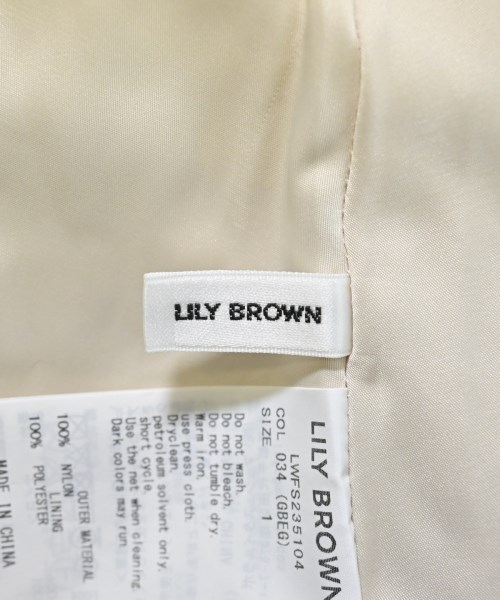 LILY BROWN
LILY BROWN
LWFS235104
COL 034 (GBEG)
SIZE 1
Do not wash.
Do not bleach.
Do not tumble dry.
Warm iron.
use press cloth.
Dryclean.
petroleum solvent only.
short cycle.
Use the net when cleaning.
Dark colors may run.
OUTER MATERIAL
100% NYLON
LINING
100% POLYESTER
MADE IN CHINA